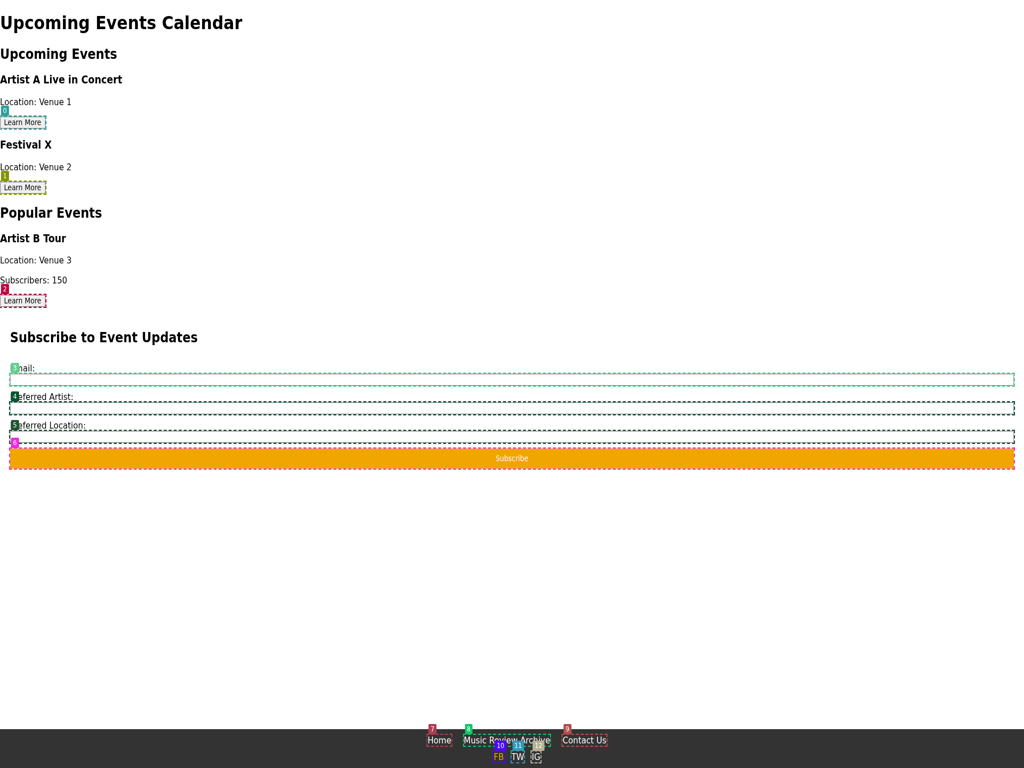 Upcoming Events Calendar
Upcoming Events
Artist A Live in Concert
Location: Venue 1
0
Learn More
Festival X
Location: Venue 2
1
Learn More
Popular Events
Artist B Tour
Location: Venue 3
Subscribers: 150
2
Learn More
Subscribe to Event Updates
3 mail:
4 eferred Artist:
5 eferred Location:
6
Subscribe
7 8 9
Home Music Review Archive Contact Us
10 11 12
FB TW IG